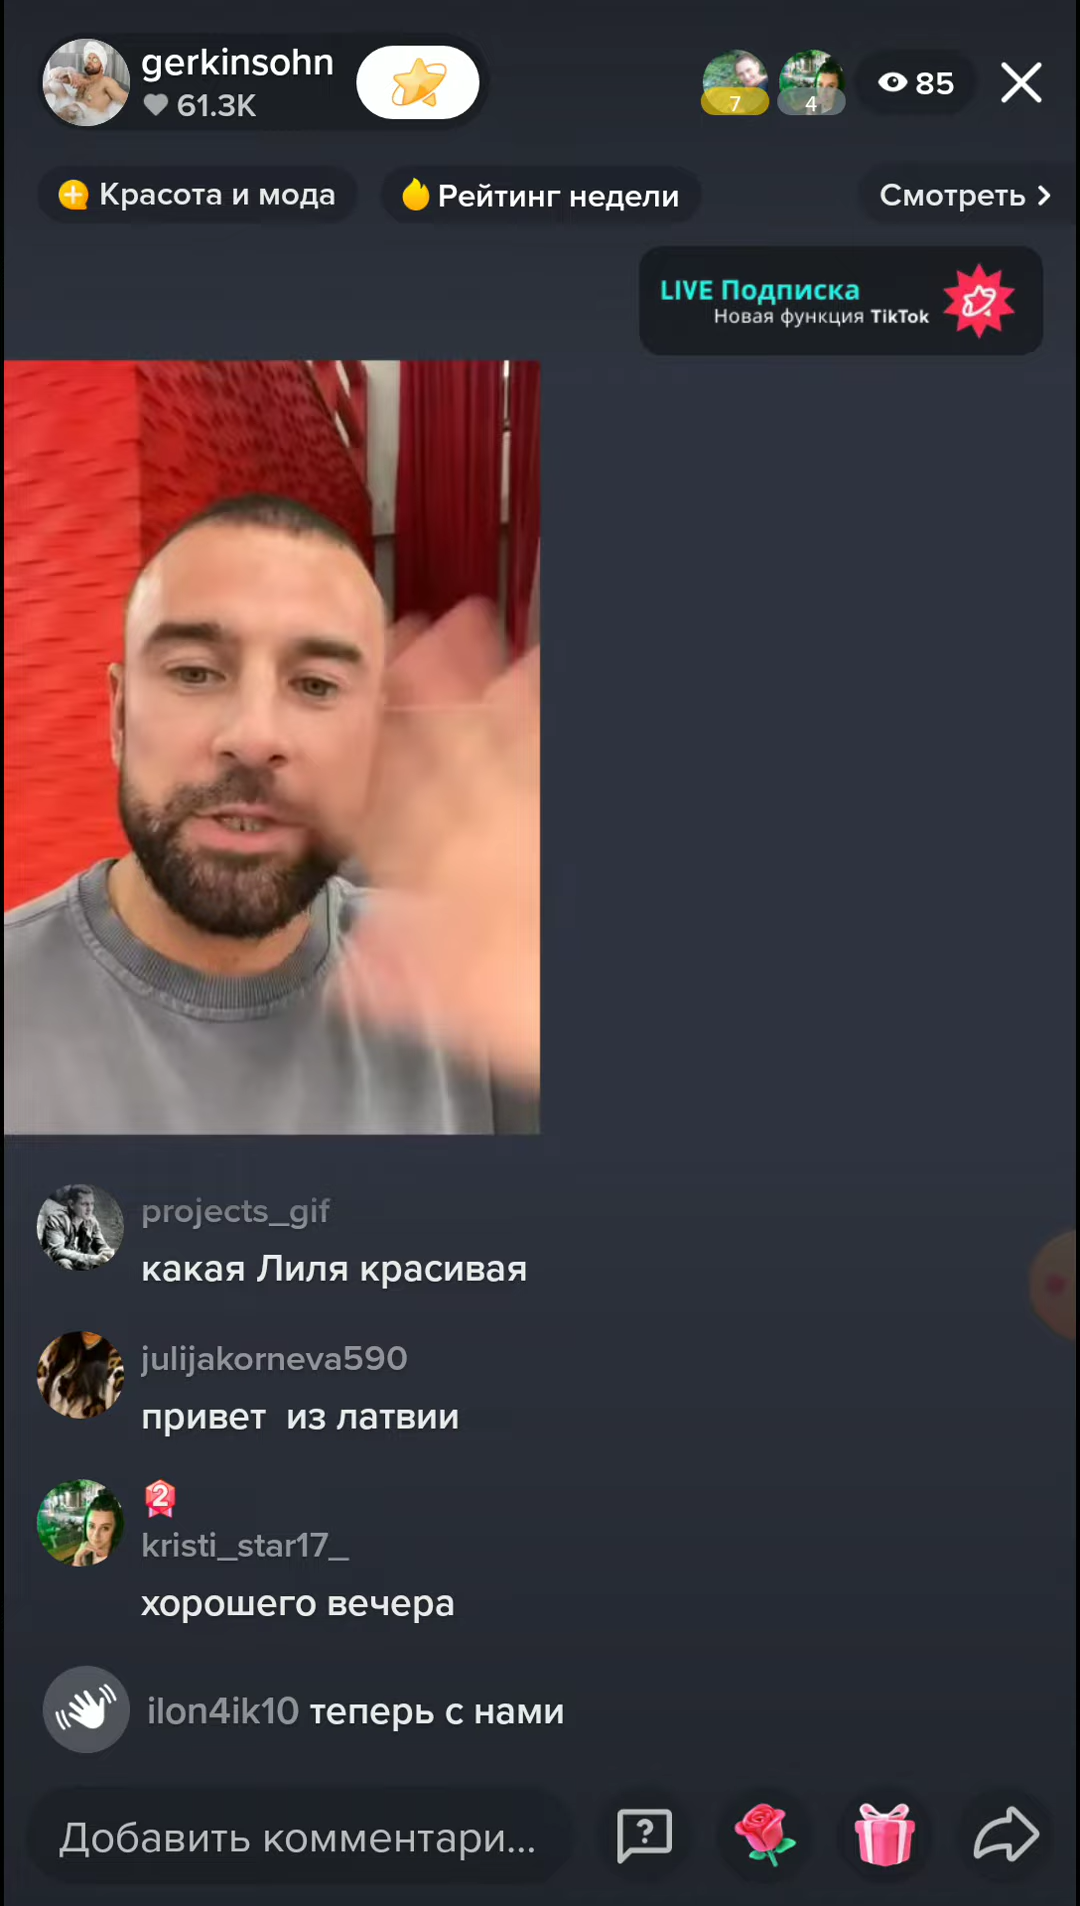 gerkinsohn
61.3K
7
4
85
Красота и мода
Рейтинг недели
Смотреть
LIVE Подписка
Новая функция TikTok
projects_gif
какая Лиля красивая
julijakorneva590
привет из латвии
2
kristi_star17_
хорошего вечера
ilon4ik10 теперь с нами
Добавить комментари...